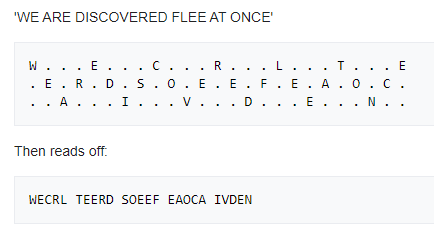 'WE ARE DISCOVERED FLEE AT ONCE'
W . . . E . . . C . . . R . . . L . . . T . . . E
. E . R . D . S . O . E . E . F . E . A . O . C .
. . A . . . I . . . V . . . D . . . E . . . N . .
Then reads off:
WECRL TEERD SOEEF EAOCA IVDEN